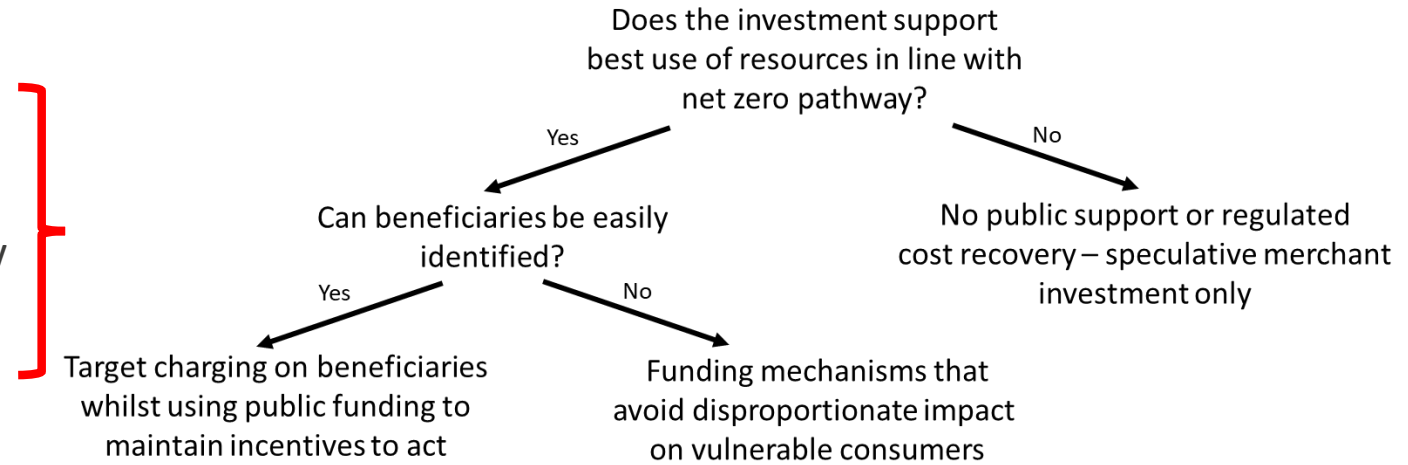 Does the investment support
best use of resources in line with
net zero pathway?
Yes
No
Can beneficiaries be easily
identified?
No public support or regulated
cost recovery – speculative merchant
investment only
Yes
No
Target charging on beneficiaries
whilst using public funding to
maintain incentives to act
Funding mechanisms that
avoid disproportionate impact
on vulnerable consumers